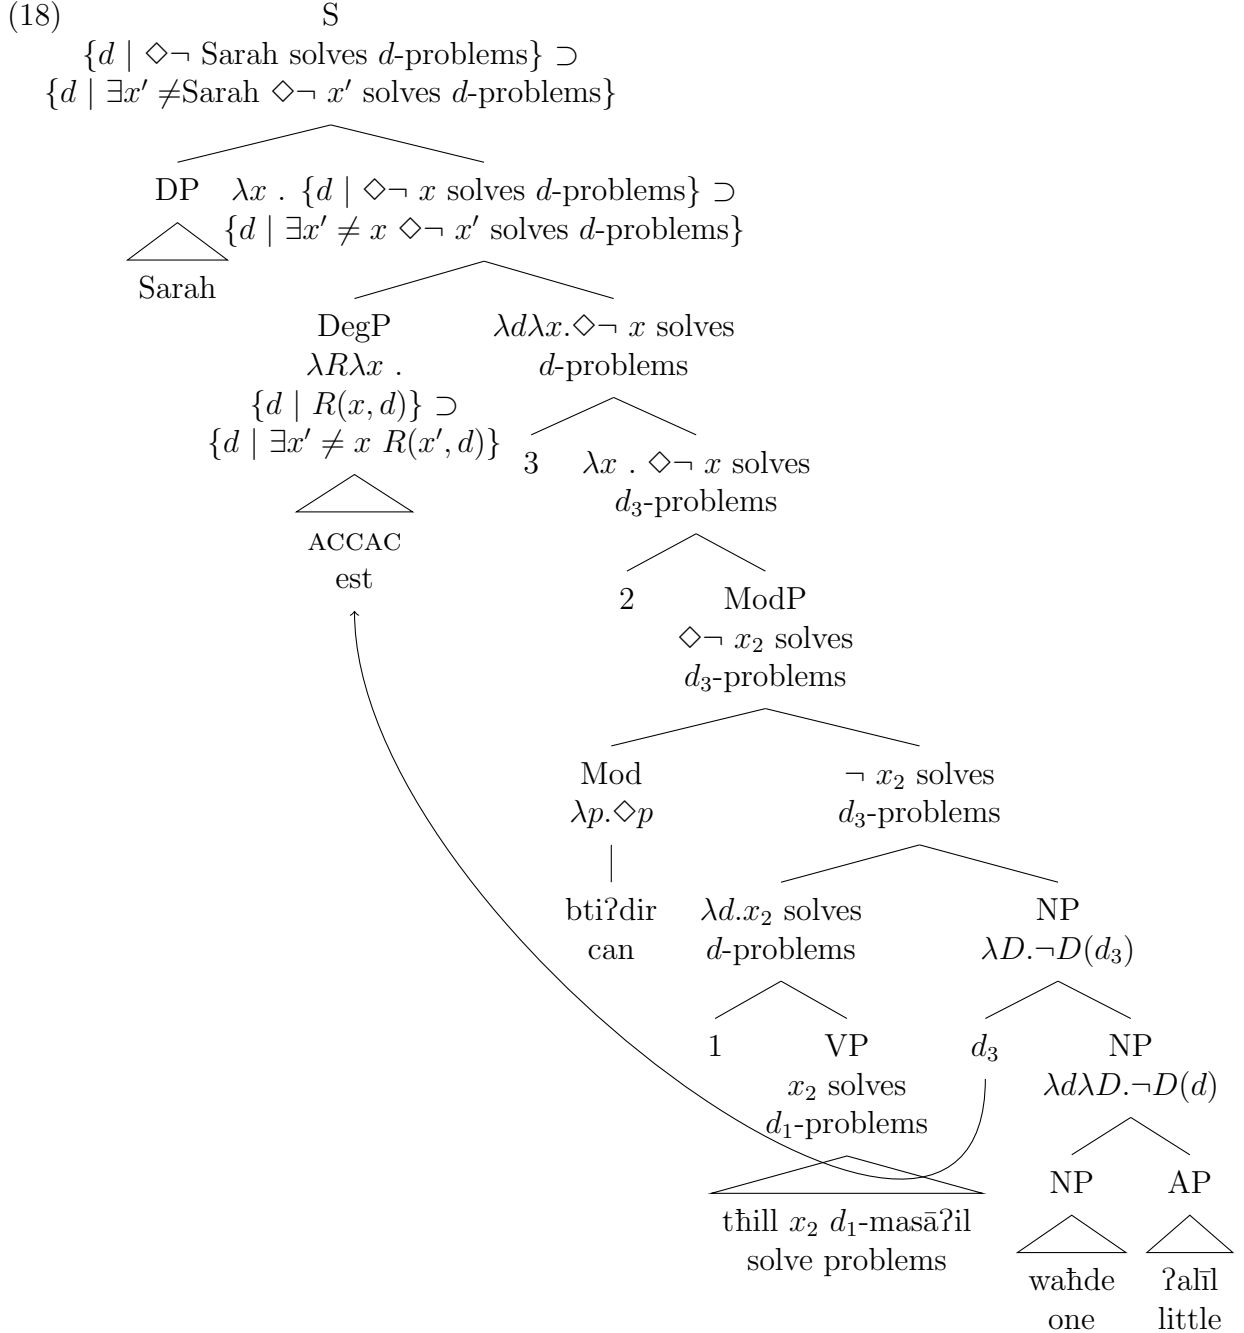 (18) S
{d | ◇¬ Sarah solves d-problems} ⊃
{d | ∃x′ ≠Sarah ◇¬ x′ solves d-problems}
DP
Sarah
λx . {d | ◇¬ x solves d-problems} ⊃
{d | ∃x′ ≠ x ◇¬ x′ solves d-problems}
DegP
λRλx .
{d | R(x, d)} ⊃
{d | ∃x′ ≠ x R(x′, d)}
ACCAC
est
λdλx.◇¬ x solves
d-problems
3
λx . ◇¬ x solves
d₃-problems
2
ModP
◇¬ x₂ solves
d₃-problems
Mod
λp.◇p
btiʔdir
can
¬ x₂ solves
d₃-problems
λd.x₂ solves
d-problems
1
VP
x₂ solves
d₁-problems
tħill x₂ d₁-masāʔil
solve problems
NP
λD.¬D(d₃)
d₃
NP
λdλD.¬D(d)
NP
waħde
one
AP
ʔalīl
little